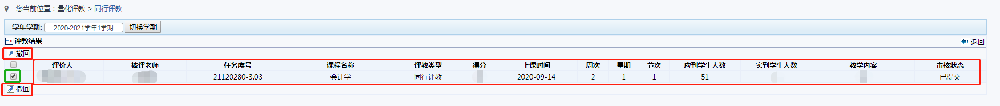 您当前位置：量化评教 > 同行评教
学年学期: 2020-2021学年1学期 切换学期
评教结果 返回
撤回
评价人 被评老师 任务序号 课程名称 评教类型 得分 上课时间 周次 星期 节次 应到学生人数 实到学生人数 教学内容 审核状态
21120280-3.03 会计学 同行评教 2020-09-14 2 1 1 51 已提交
撤回